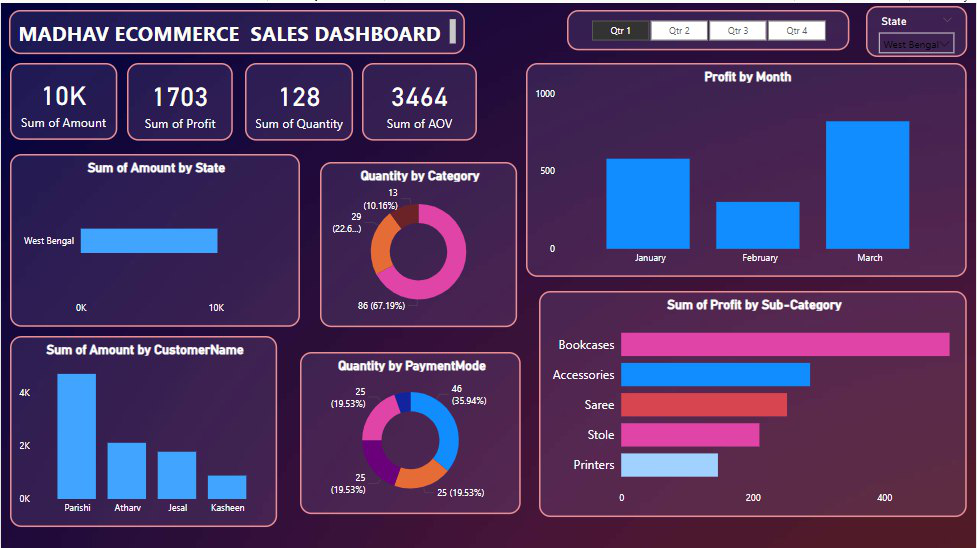 MADHAV ECOMMERCE SALES DASHBOARD
Qtr 1 Qtr 2 Qtr 3 Qtr 4
State
West Bengal
10K
Sum of Amount
1703
Sum of Profit
128
Sum of Quantity
3464
Sum of AOV
Profit by Month
1000
500
0
January February March
Sum of Amount by State
West Bengal
0K 10K
Quantity by Category
13
(10.16%)
29
(22.6...)
86 (67.19%)
Sum of Profit by Sub-Category
Bookcases
Accessories
Saree
Stole
Printers
0 200 400
Sum of Amount by CustomerName
4K
2K
0K
Parishi Atharv Jesal Kasheen
Quantity by PaymentMode
25
(19.53%)
46
(35.94%)
25
(19.53%)
25 (19.53%)